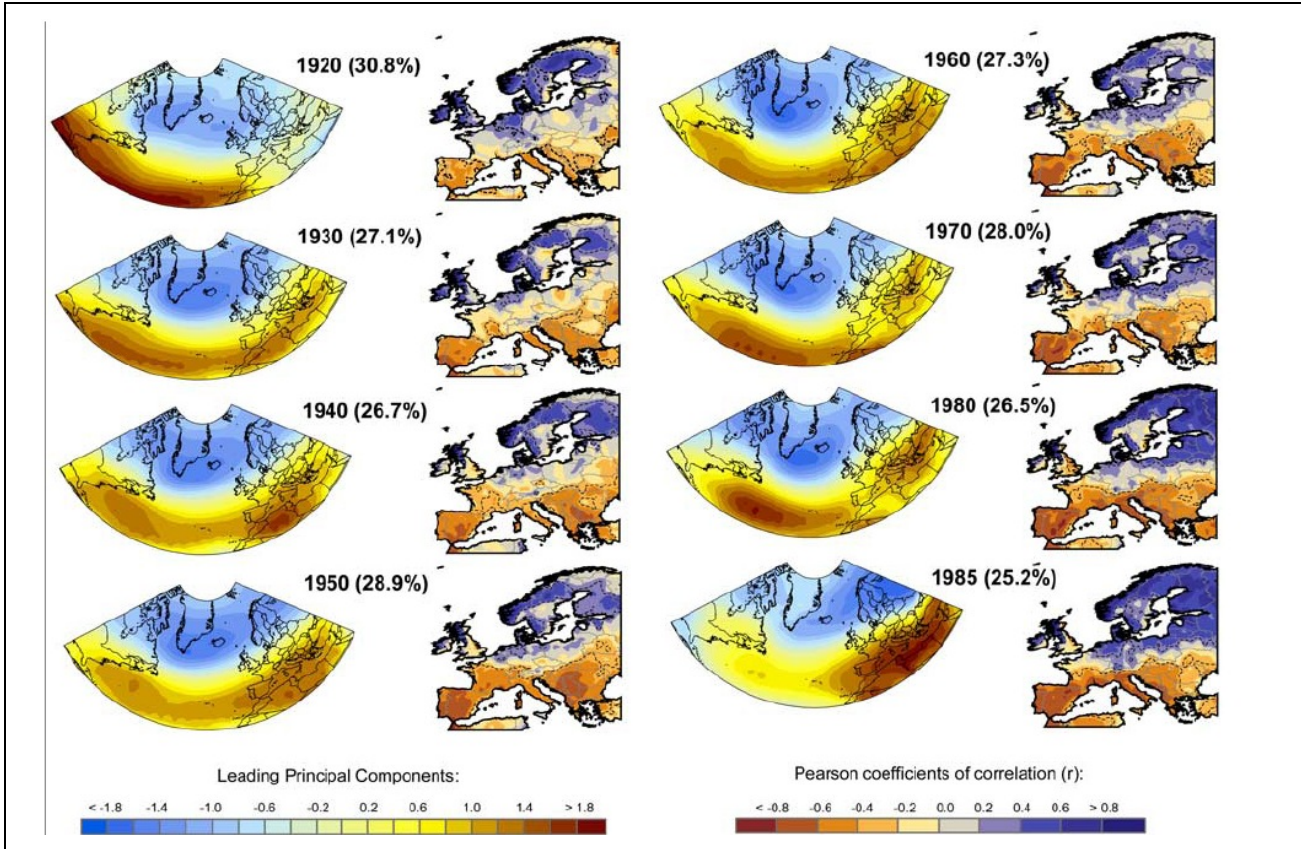 1920 (30.8%)
1960 (27.3%)
1930 (27.1%)
1970 (28.0%)
1940 (26.7%)
1980 (26.5%)
1950 (28.9%)
1985 (25.2%)
Leading Principal Components:
< -1.8 -1.4 -1.0 -0.6 -0.2 0.2 0.6 1.0 1.4 > 1.8
Pearson coefficients of correlation (r):
< -0.8 -0.6 -0.4 -0.2 0.0 0.2 0.4 0.6 > 0.8